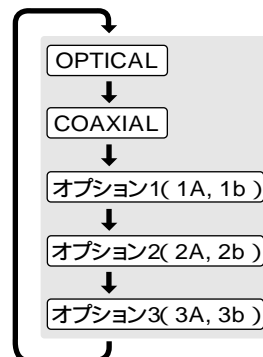 OPTICAL
COAXIAL
オプション1( 1A, 1b )
オプション2( 2A, 2b )
オプション3( 3A, 3b )